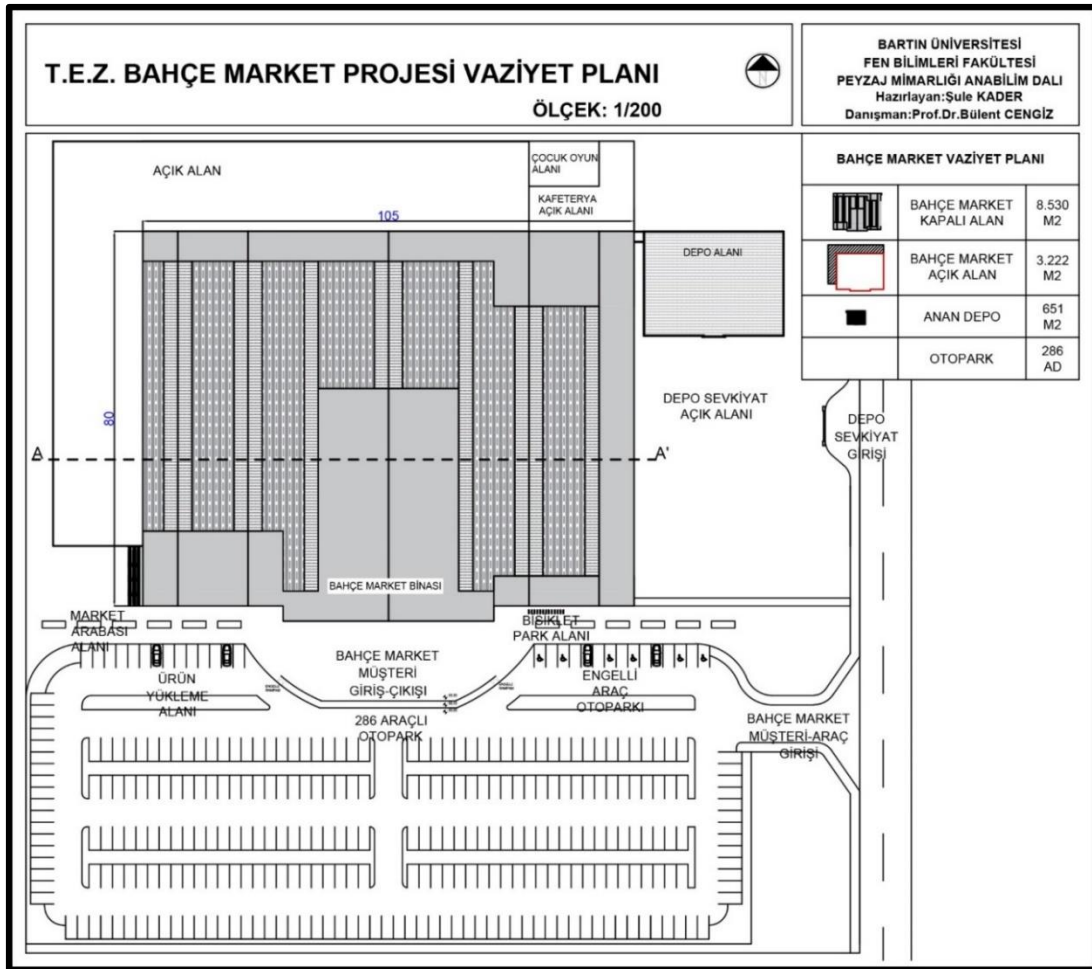 T.E.Z. BAHÇE MARKET PROJESİ VAZİYET PLANI
ÖLÇEK: 1/200
N
BARTIN ÜNİVERSİTESİ
FEN BİLİMLERİ FAKÜLTESİ
PEYZAJ MİMARLIĞI ANABİLİM DALI
Hazırlayan:Şule KADER
Danışman:Prof.Dr.Bülent CENGİZ
BAHÇE MARKET VAZİYET PLANI
BAHÇE MARKET
KAPALI ALAN
8.530
M2
BAHÇE MARKET
AÇIK ALAN
3.222
M2
ANAN DEPO
651
M2
OTOPARK
286
AD
AÇIK ALAN
ÇOCUK OYUN
ALANI
KAFETERYA
AÇIK ALANI
105
DEPO ALANI
80
DEPO SEVKİYAT
AÇIK ALANI
DEPO
SEVKİYAT
GİRİŞİ
A
A'
BAHÇE MARKET BİNASI
MARKET
ARABASI
ALANI
BİSİKLET
PARK ALANI
ÜRÜN
YÜKLEME
ALANI
BAHÇE MARKET
MÜŞTERİ
GİRİŞ-ÇIKIŞI
ENGELLİ
ARAÇ
OTOPARKI
286 ARAÇLI
OTOPARK
BAHÇE MARKET
MÜŞTERİ-ARAÇ
GİRİŞİ